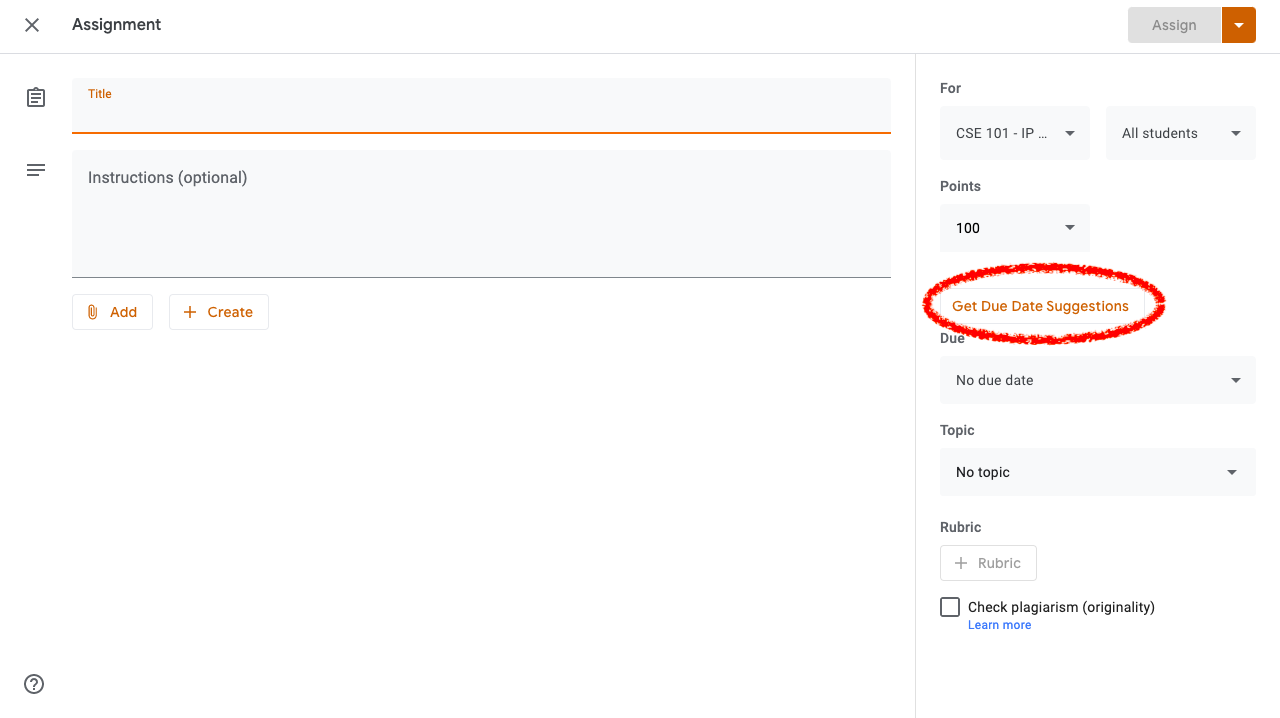 Assignment
Assign
Title
Instructions (optional)
Add
Create
For
CSE 101 - IP ...
All students
Points
100
Get Due Date Suggestions
Due
No due date
Topic
No topic
Rubric
Rubric
Check plagiarism (originality)
Learn more